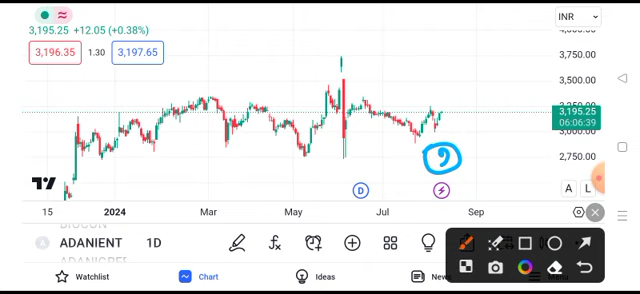 INR
3,195.25 +12.05 (+0.38%)
3,196.35 1.30 3,197.65
3,750.00
3,500.00
3,195.25
06:06:39
3,000.00
2,750.00
A L
D
15 2024 Mar May Jul Sep
ADANIENT 1D
A
Watchlist Chart Ideas News